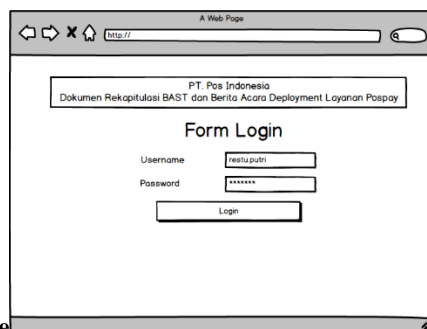 A Web Page
http://
PT. Pos Indonesia
Dokumen Rekapitulasi BAST dan Berita Acara Deployment Layanan Pospay
Form Login
Username restu.putri
Password *******
Login